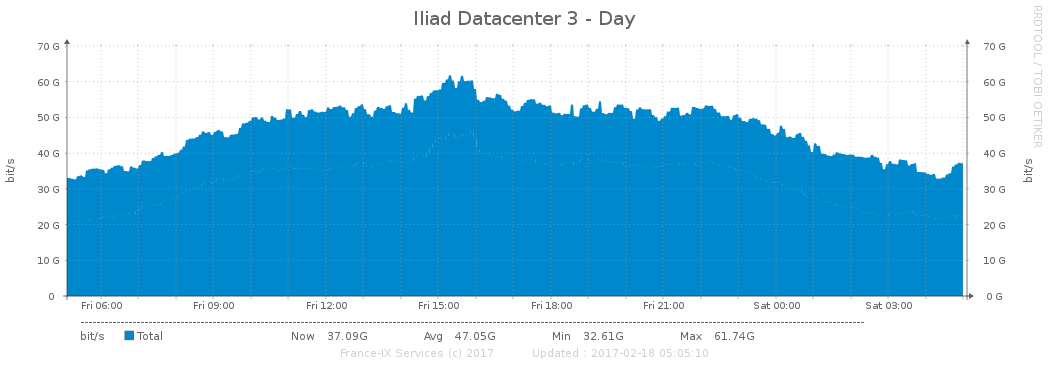 Iliad Datacenter 3 - Day
RRDTOOL / TOBI OETIKER
70 G 70 G
60 G 60 G
50 G 50 G
40 G 40 G
30 G 30 G
20 G 20 G
10 G 10 G
0 0 G
bit/s bit/s
Fri 06:00 Fri 09:00 Fri 12:00 Fri 15:00 Fri 18:00 Fri 21:00 Sat 00:00 Sat 03:00
bit/s Total Now 37.09G Avg 47.05G Min 32.61G Max 61.74G
France-IX Services (c) 2017 Updated : 2017-02-18 05:05:10